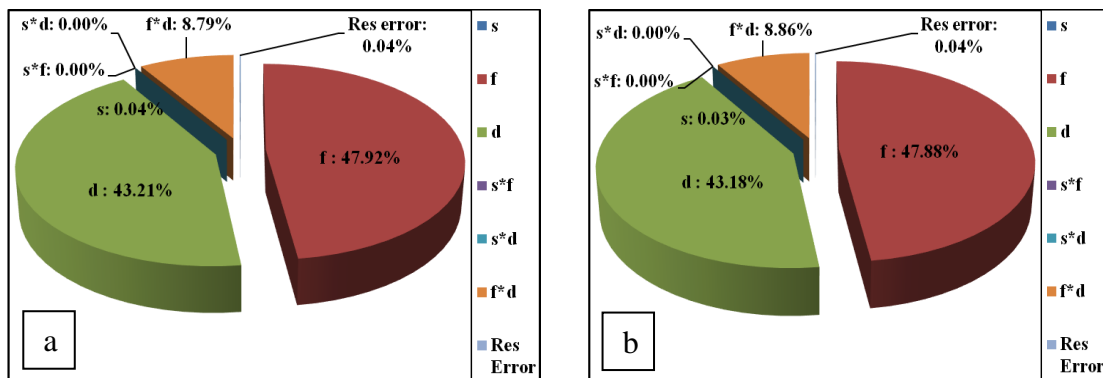 s*d: 0.00%
f*d: 8.79%
Res error:
0.04%
s*f: 0.00%
s: 0.04%
f : 47.92%
d : 43.21%
s
f
d
s*f
s*d
f*d
Res
Error
a
s*d: 0.00%
f*d: 8.86%
Res error:
0.04%
s*f: 0.00%
s: 0.03%
f : 47.88%
d : 43.18%
s
f
d
s*f
s*d
f*d
Res
Error
b